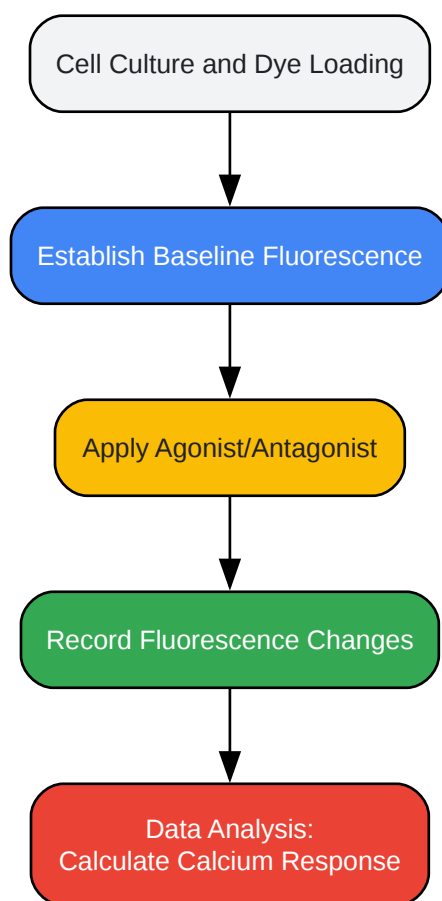 Cell Culture and Dye Loading
Establish Baseline Fluorescence
Apply Agonist/Antagonist
Record Fluorescence Changes
Data Analysis:
Calculate Calcium Response